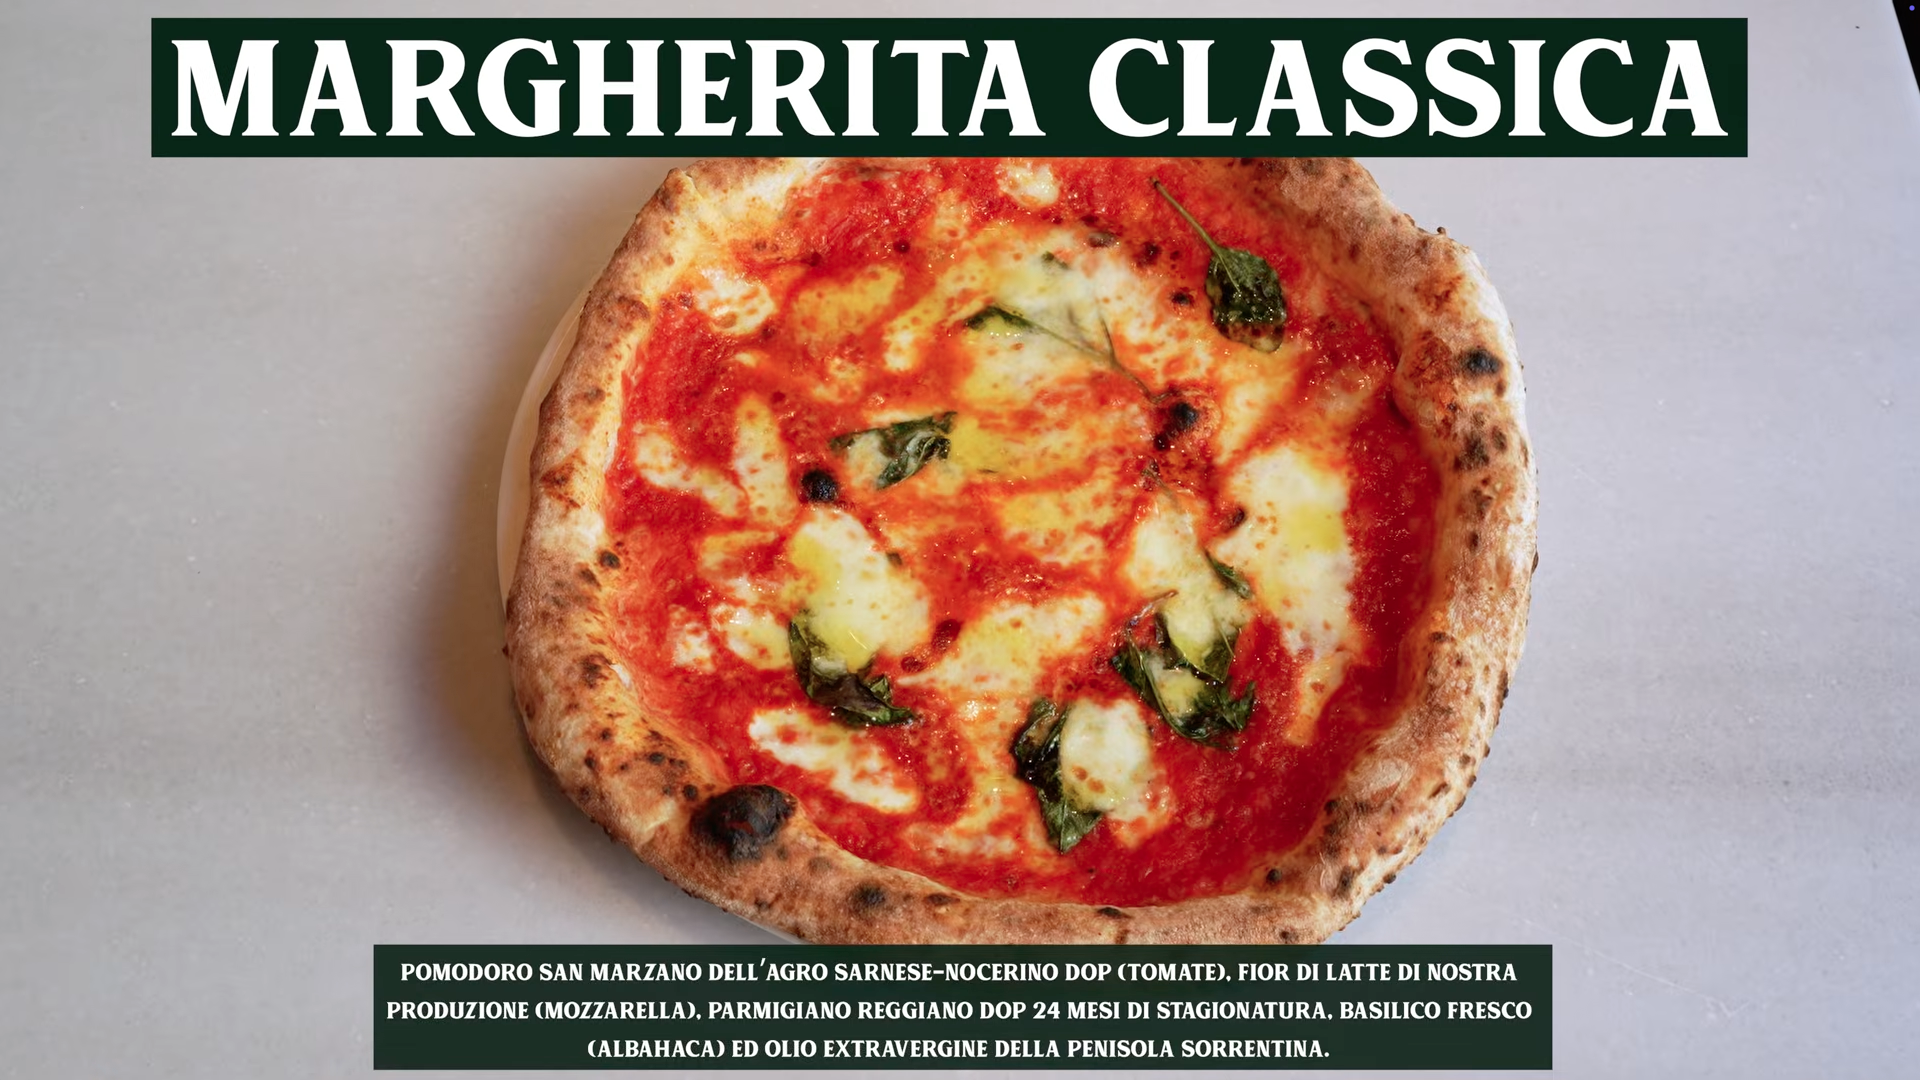 MARGHERITA CLASSICA
POMODORO SAN MARZANO DELL'AGRO SARNESE-NOCERINO DOP (TOMATE), FIOR DI LATTE DI NOSTRA
PRODUZIONE (MOZZARELLA), PARMIGIANO REGGIANO DOP 24 MESI DI STAGIONATURA, BASILICO FRESCO
(ALBAHACA) ED OLIO EXTRAVERGINE DELLA PENISOLA SORRENTINA.